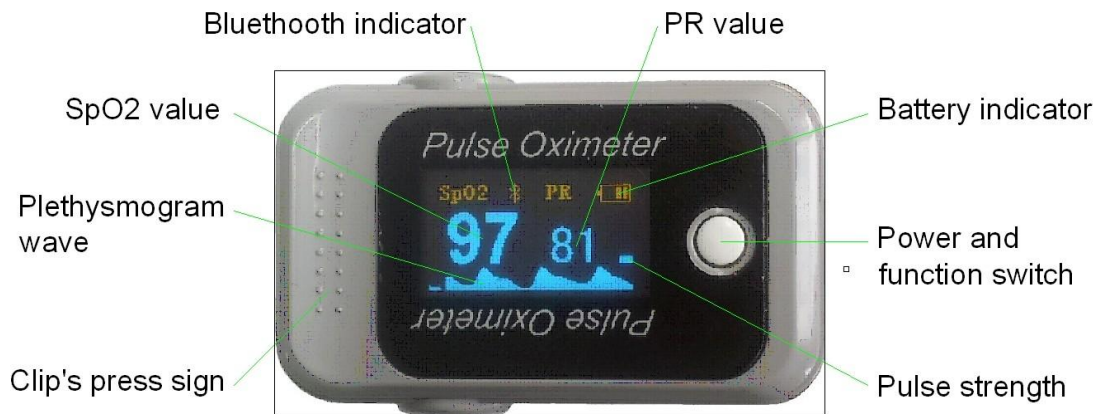 Bluethooth indicator
PR value
SpO2 value
Battery indicator
Pulse Oximeter
SpO2 PR
97 81
Plethysmogram
wave
Power and
function switch
Pulse Oximeter
Clip's press sign
Pulse strength